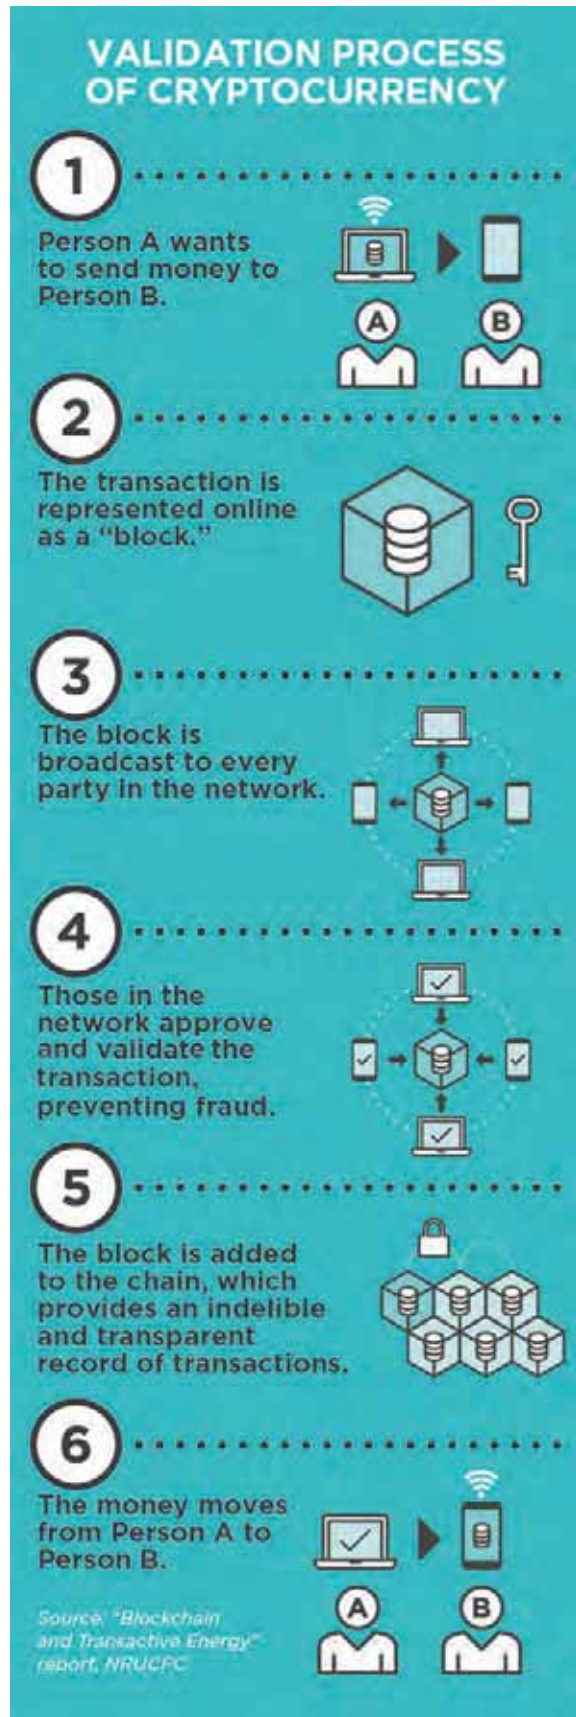 VALIDATION PROCESS
OF CRYPTOCURRENCY
1
Person A wants
to send money to
Person B.
A
B
2
The transaction is
represented online
as a “block.”
3
The block is
broadcast to every
party in the network.
4
Those in the
network approve
and validate the
transaction,
preventing fraud.
5
The block is added
to the chain, which
provides an indelible
and transparent
record of transactions.
6
The money moves
from Person A to
Person B.
A
B
Source: "Blockchain
and Transactive Energy"
report, NRUCFC